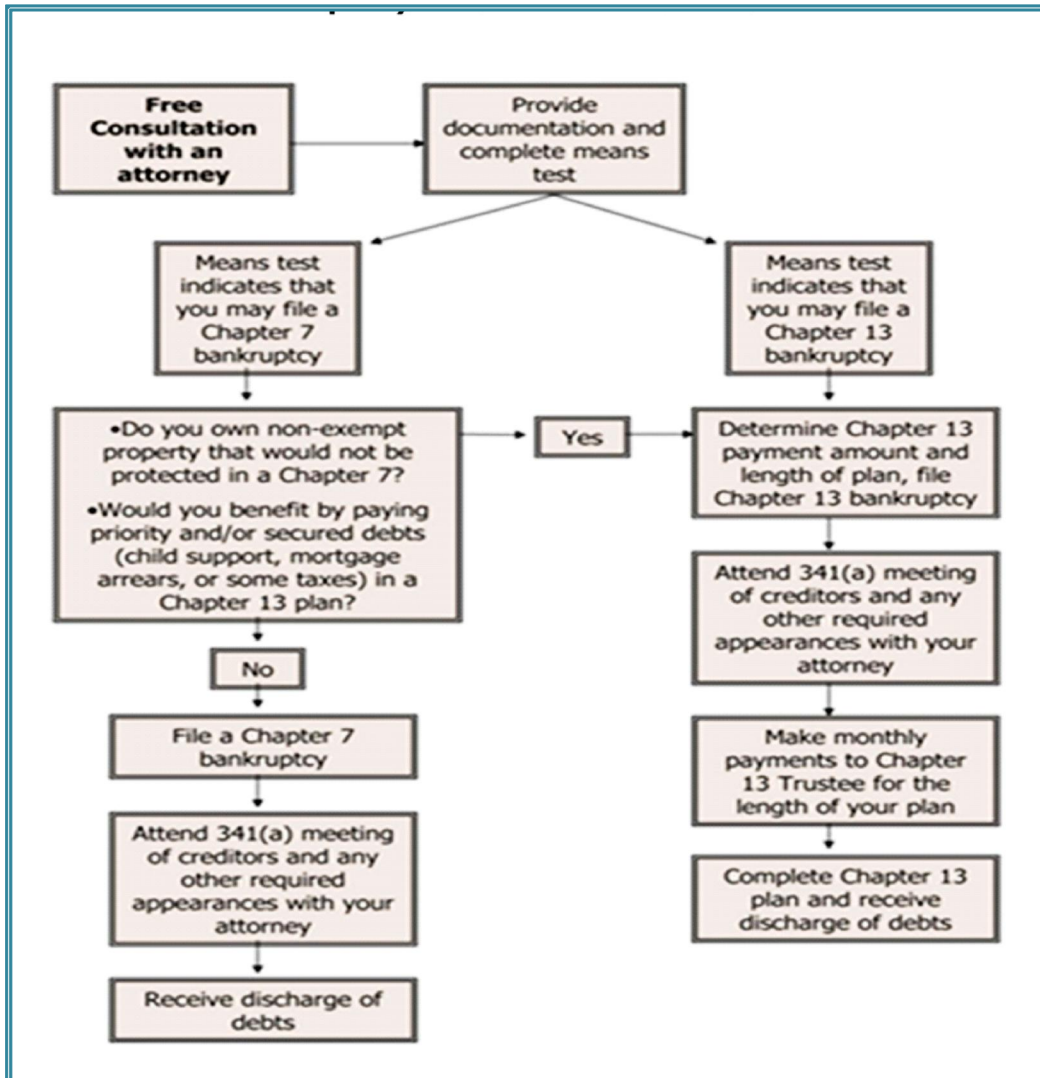 Free
Consultation
with an
attorney
Provide
documentation and
complete means
test
Means test
indicates that
you may file a
Chapter 7
bankruptcy
Means test
indicates that
you may file a
Chapter 13
bankruptcy
•Do you own non-exempt
property that would not be
protected in a Chapter 7?
•Would you benefit by paying
priority and/or secured debts
(child support, mortgage
arrears, or some taxes) in a
Chapter 13 plan?
Yes
Determine Chapter 13
payment amount and
length of plan, file
Chapter 13 bankruptcy
No
Attend 341(a) meeting
of creditors and any
other required
appearances with your
attorney
File a Chapter 7
bankruptcy
Make monthly
payments to Chapter
13 Trustee for the
length of your plan
Attend 341(a) meeting
of creditors and any
other required
appearances with your
attorney
Complete Chapter 13
plan and receive
discharge of debts
Receive discharge of
debts